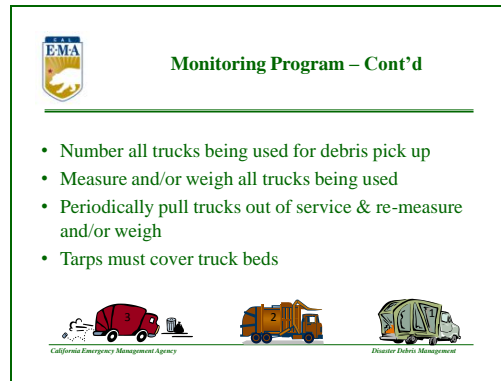 CAL
E·M·A
Monitoring Program – Cont'd
• Number all trucks being used for debris pick up
• Measure and/or weigh all trucks being used
• Periodically pull trucks out of service & re-measure
and/or weigh
• Tarps must cover truck beds
3
2
1
California Emergency Management Agency
Disaster Debris Management